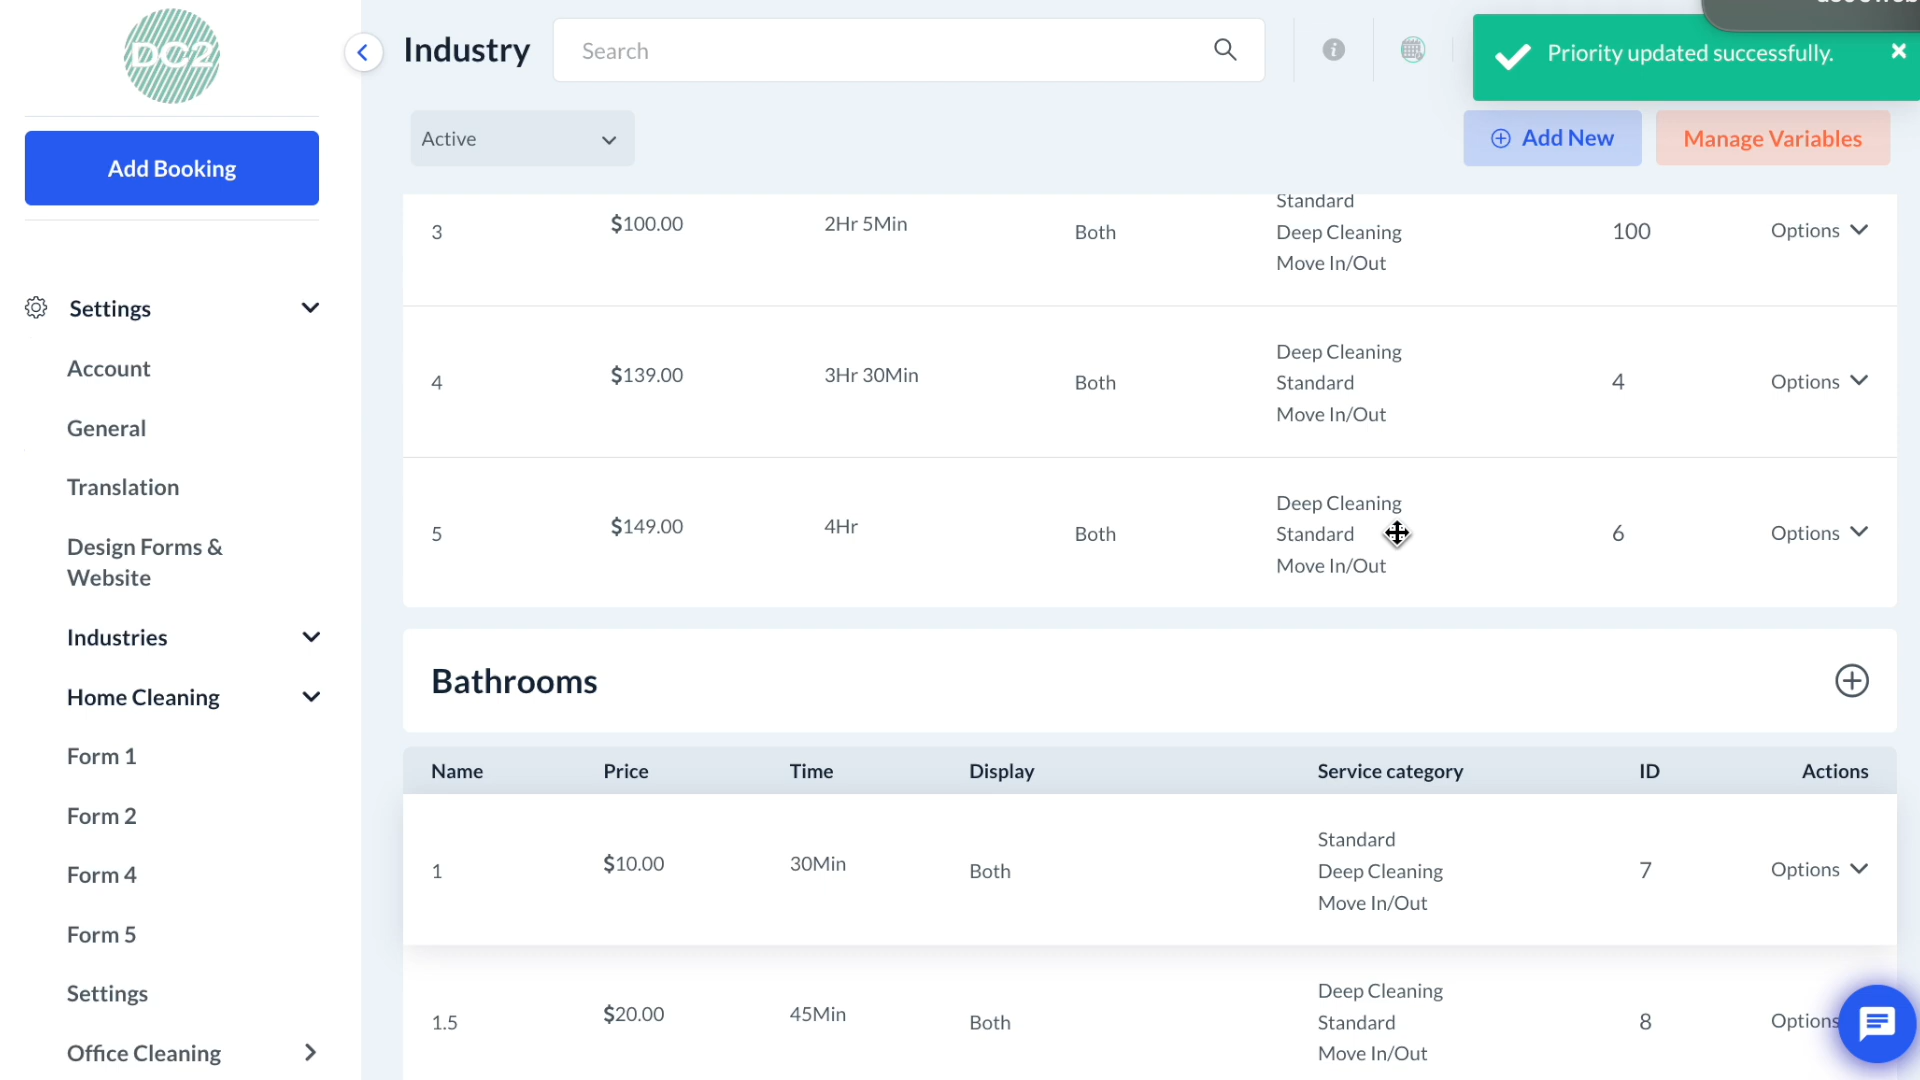 DC2
Industry
Search
Priority updated successfully.
Add Booking
Active
Add New
Manage Variables
Settings
Account
General
Translation
Design Forms &
Website
Industries
Home Cleaning
Form 1
Form 2
Form 4
Form 5
Settings
Office Cleaning
3 $100.00 2Hr 5Min Both Standard 100 Options
Deep Cleaning
Move In/Out
4 $139.00 3Hr 30Min Both Deep Cleaning 4 Options
Standard
Move In/Out
5 $149.00 4Hr Both Deep Cleaning 6 Options
Standard
Move In/Out
Bathrooms
Name Price Time Display Service category ID Actions
1 $10.00 30Min Both Standard 7 Options
Deep Cleaning
Move In/Out
1.5 $20.00 45Min Both Deep Cleaning 8 Options
Standard
Move In/Out